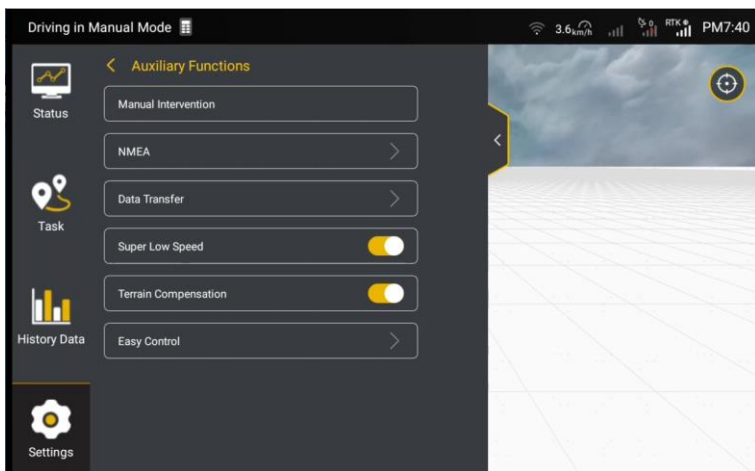 Driving in Manual Mode
3.6km/h
0
RTK
PM7:40
Status
Task
History Data
Settings
Auxiliary Functions
Manual Intervention
NMEA
Data Transfer
Super Low Speed
Terrain Compensation
Easy Control